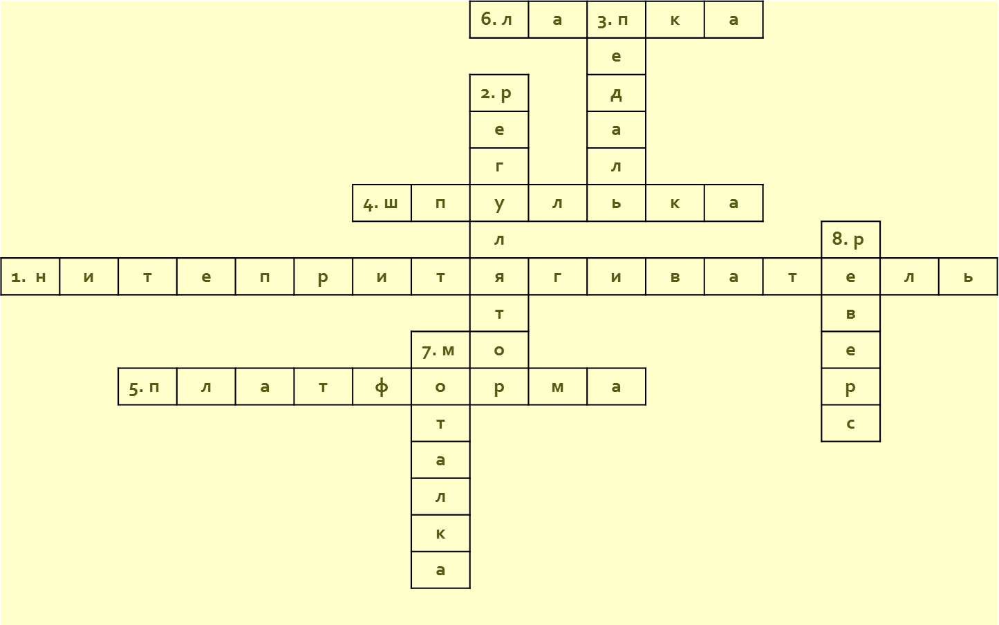 6. л а 3. п к а
е
2. р д
е а
г л
4. ш п у л ь к а
л 8. р
1. н и т е п р и т я г и в а т е л ь
т в
7. м о е
5. п л а т ф о р м а р
т с
а
л
к
а